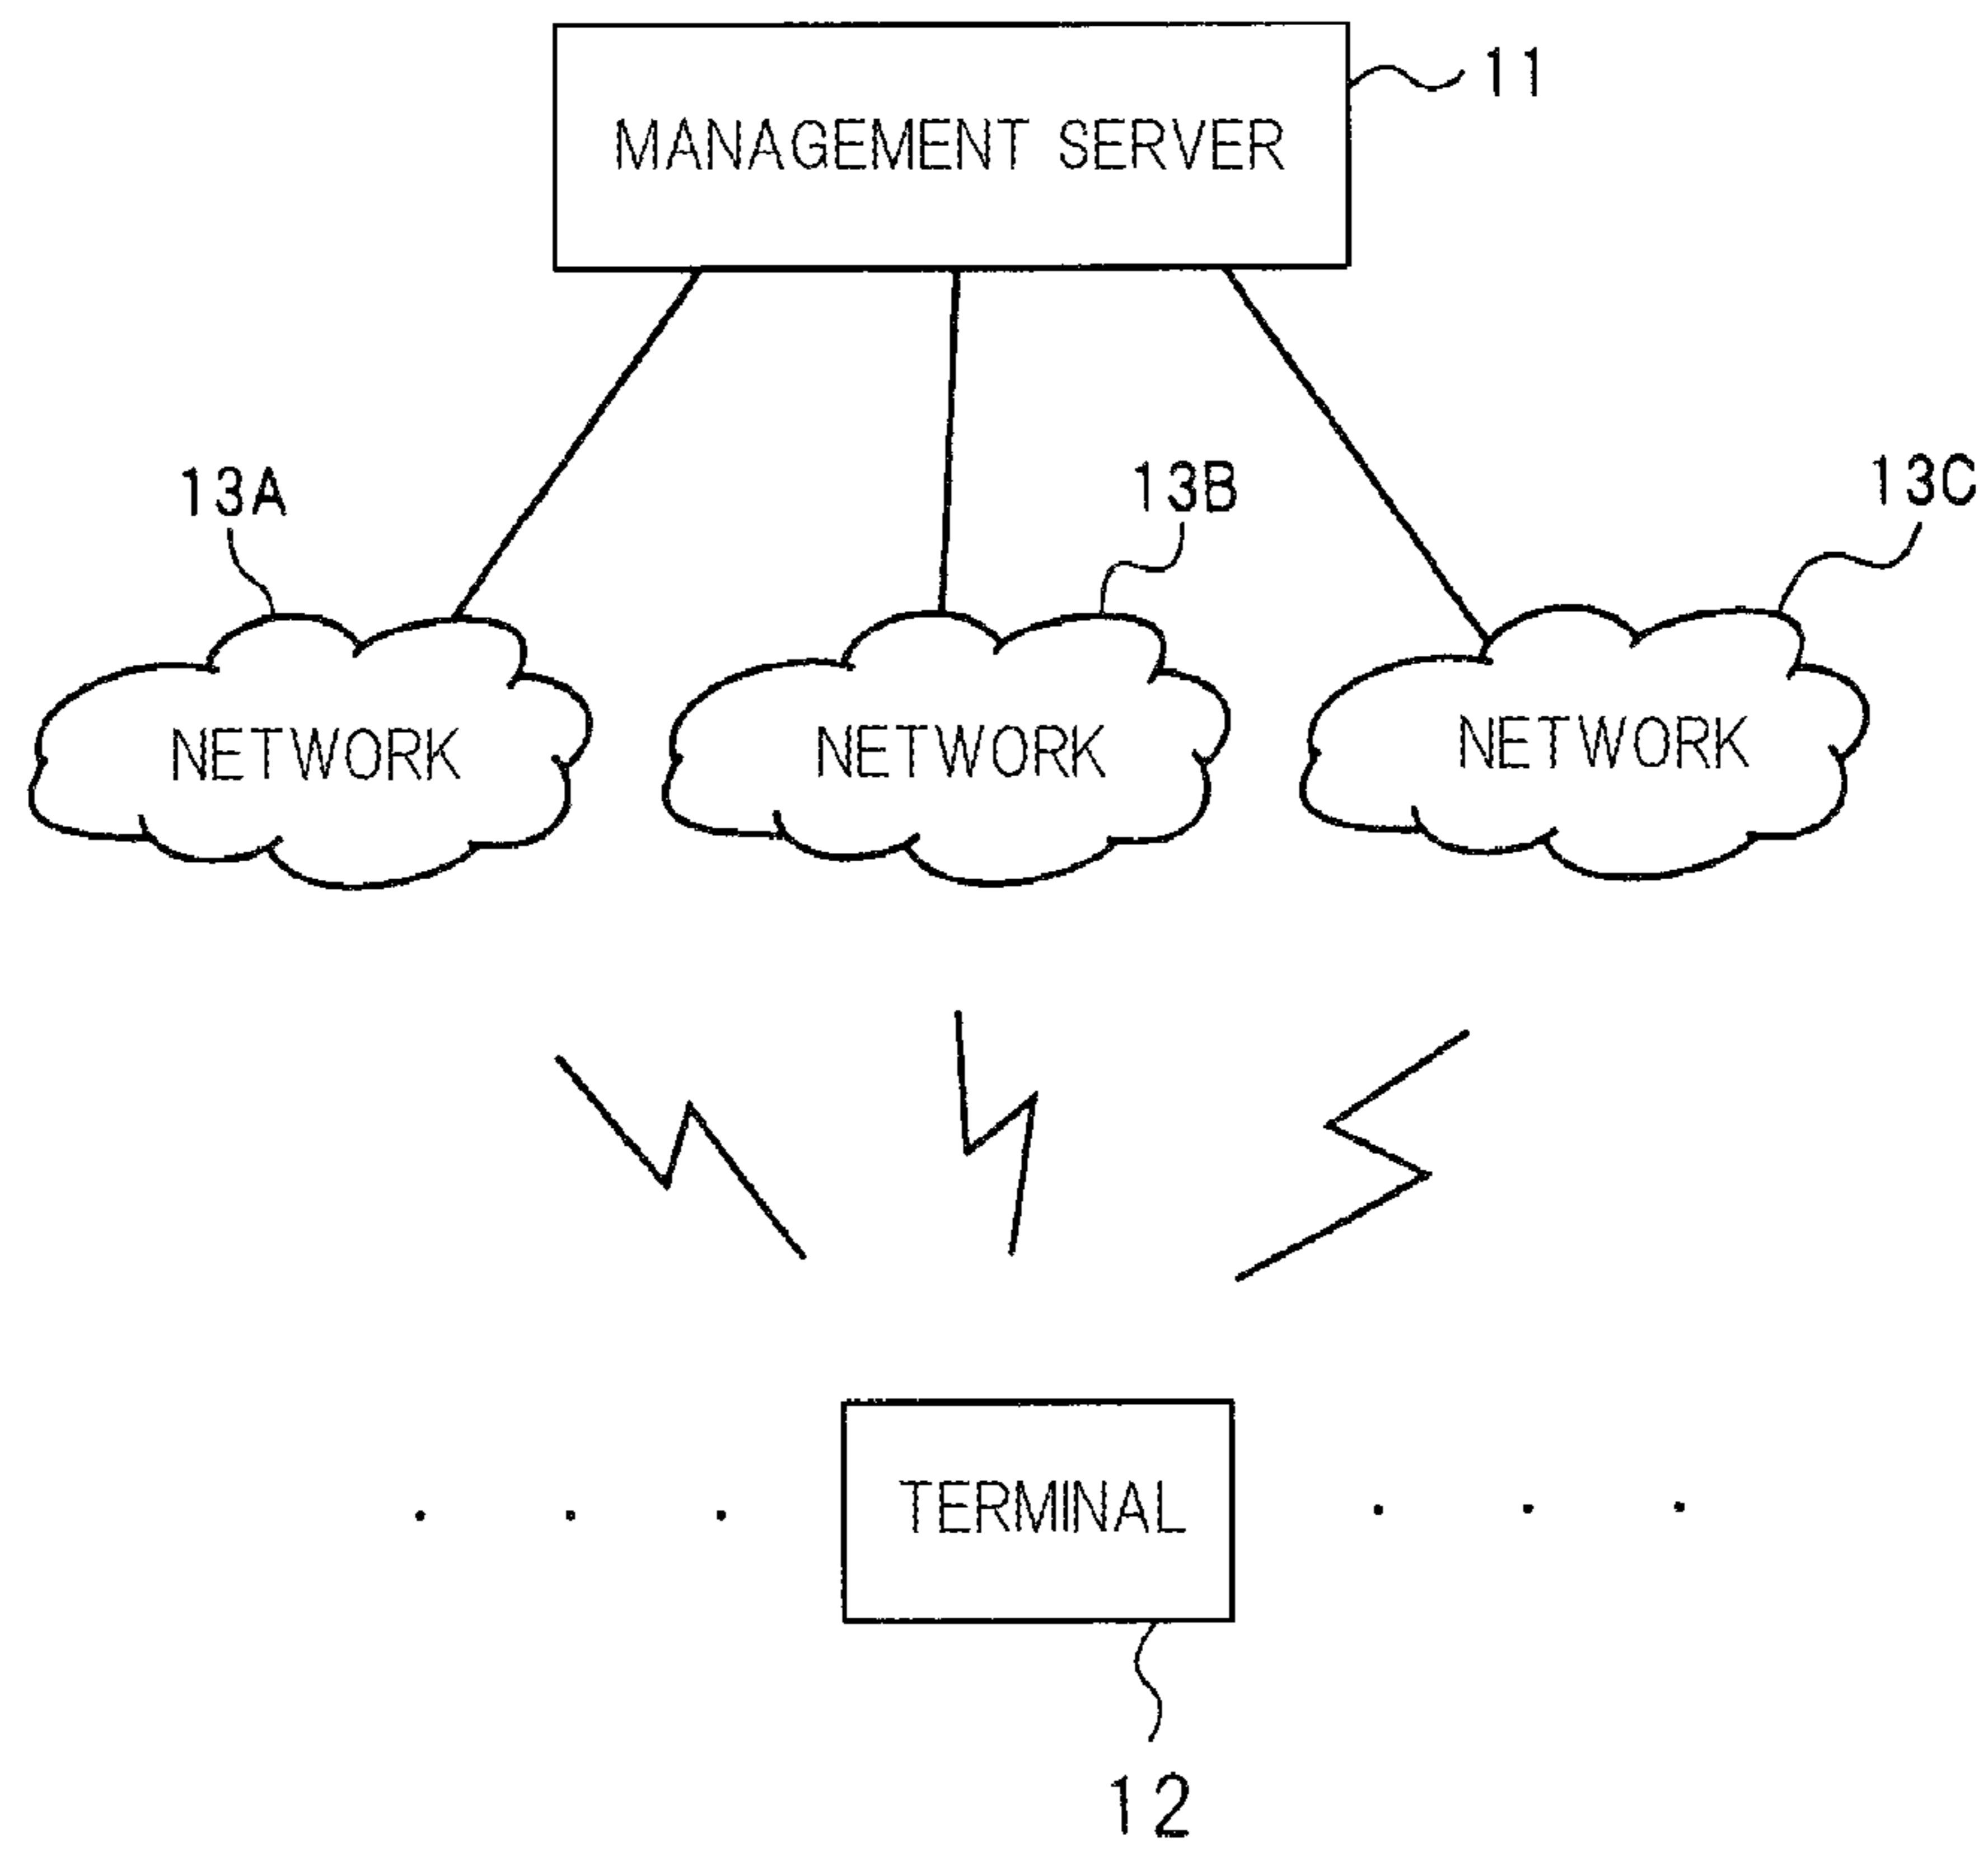 11
MANAGEMENT SERVER
13A
13B
13C
NETWORK
NETWORK
NETWORK
TERMINAL
12